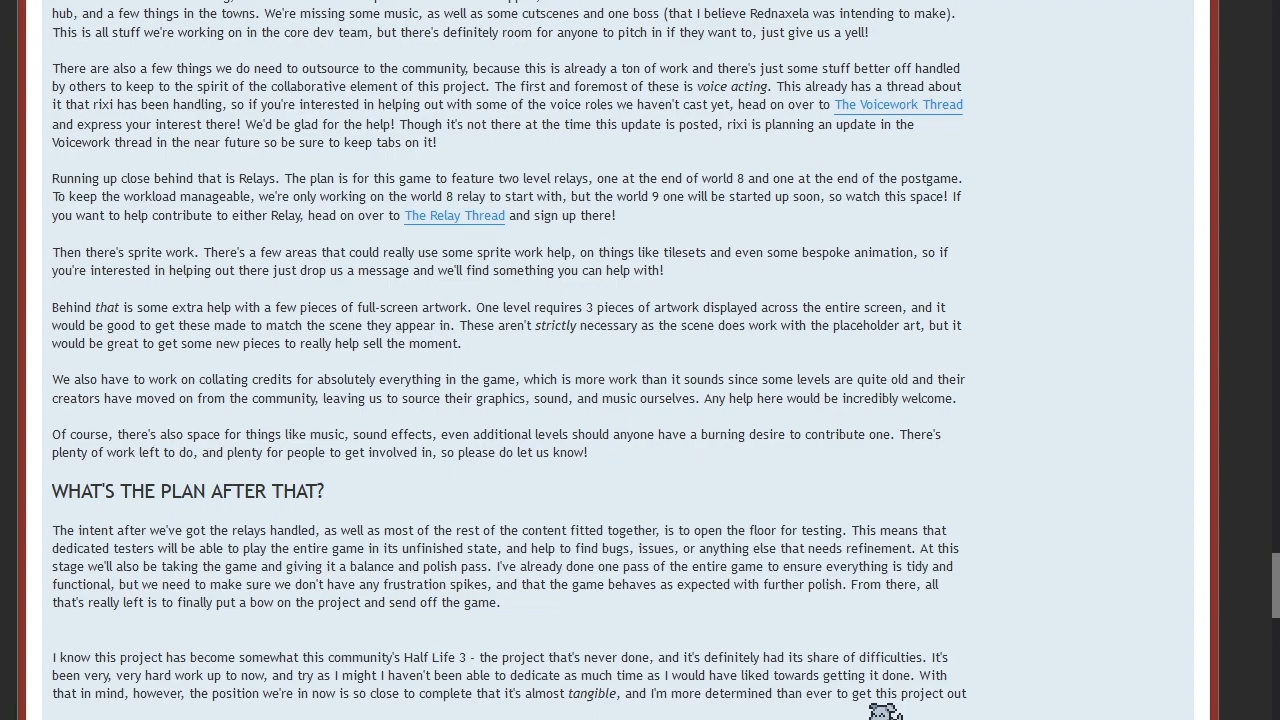 hub, and a few things in the towns. We're missing some music, as well as some cutscenes and one boss (that I believe Rednaxela was intending to make).
This is all stuff we're working on in the core dev team, but there's definitely room for anyone to pitch in if they want to, just give us a yell!
There are also a few things we do need to outsource to the community, because this is already a ton of work and there's just some stuff better off handled
by others to keep to the spirit of the collaborative element of this project. The first and foremost of these is voice acting. This already has a thread about
it that rixi has been handling, so if you're interested in helping out with some of the voice roles we haven't cast yet, head on over to The Voicework Thread
and express your interest there! We'd be glad for the help! Though it's not there at the time this update is posted, rixi is planning an update in the
Voicework thread in the near future so be sure to keep tabs on it!
Running up close behind that is Relays. The plan is for this game to feature two level relays, one at the end of world 8 and one at the end of the postgame.
To keep the workload manageable, we're only working on the world 8 relay to start with, but the world 9 one will be started up soon, so watch this space! If
you want to help contribute to either Relay, head on over to The Relay Thread and sign up there!
Then there's sprite work. There's a few areas that could really use some sprite work help, on things like tilesets and even some bespoke animation, so if
you're interested in helping out there just drop us a message and we'll find something you can help with!
Behind that is some extra help with a few pieces of full-screen artwork. One level requires 3 pieces of artwork displayed across the entire screen, and it
would be good to get these made to match the scene they appear in. These aren't strictly necessary as the scene does work with the placeholder art, but it
would be great to get some new pieces to really help sell the moment.
We also have to work on collating credits for absolutely everything in the game, which is more work than it sounds since some levels are quite old and their
creators have moved on from the community, leaving us to source their graphics, sound, and music ourselves. Any help here would be incredibly welcome.
Of course, there's also space for things like music, sound effects, even additional levels should anyone have a burning desire to contribute one. There's
plenty of work left to do, and plenty for people to get involved in, so please do let us know!
WHAT'S THE PLAN AFTER THAT?
The intent after we've got the relays handled, as well as most of the rest of the content fitted together, is to open the floor for testing. This means that
dedicated testers will be able to play the entire game in its unfinished state, and help to find bugs, issues, or anything else that needs refinement. At this
stage we'll also be taking the game and giving it a balance and polish pass. I've already done one pass of the entire game to ensure everything is tidy and
functional, but we need to make sure we don't have any frustration spikes, and that the game behaves as expected with further polish. From there, all
that's really left is to finally put a bow on the project and send off the game.
I know this project has become somewhat this community's Half Life 3 - the project that's never done, and it's definitely had its share of difficulties. It's
been very, very hard work up to now, and try as I might I haven't been able to dedicate as much time as I would have liked towards getting it done. With
that in mind, however, the position we're in now is so close to complete that it's almost tangible, and I'm more determined than ever to get this project out